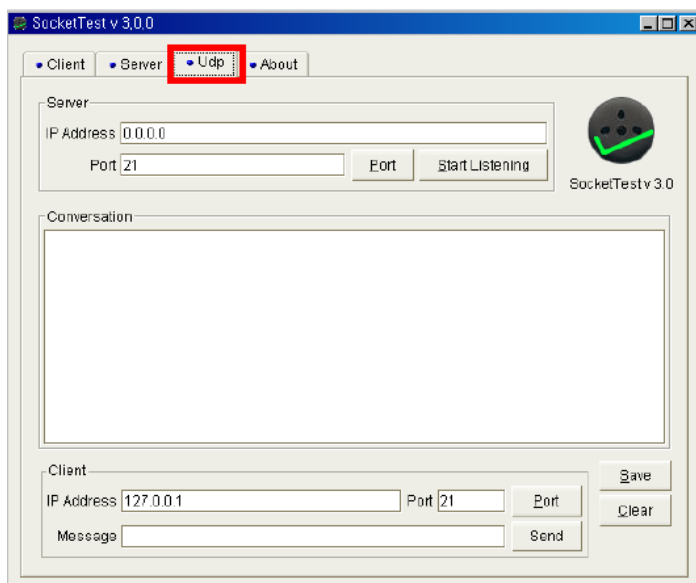 SocketTest v 3,0,0
Client Server Udp About
Server
IP Address 0.0.0.0
Port 21 Port Start Listening
SocketTest v 3.0
Conversation
Client
IP Address 127.0.0.1 Port 21 Port
Message Send
Save
Clear